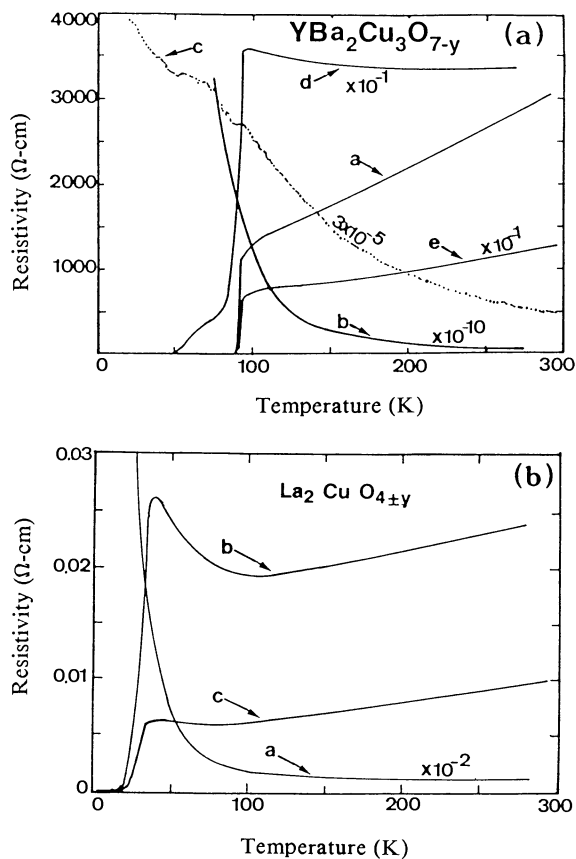 YBa₂Cu₃O₇₋y (a)
4000
3000
2000
1000
0
Resistivity (Ω-cm)
c
d
x10⁻¹
a
3x10⁻⁵
e
x10⁻¹
b
x10⁻¹⁰
0 100 200 300
Temperature (K)
(b)
La₂ Cu O₄±y
0.03
0.02
0.01
0
Resistivity (Ω-cm)
b
c
a
x10⁻²
0 100 200 300
Temperature (K)